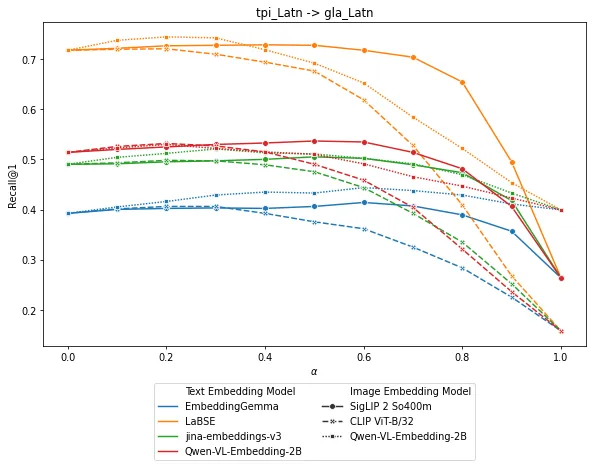 tpi_Latn -> gla_Latn
0.7
0.6
0.5
0.4
0.3
0.2
Recall@1
0.0 0.2 0.4 0.6 0.8 1.0
α
Text Embedding Model Image Embedding Model
EmbeddingGemma SigLIP 2 So400m
LaBSE CLIP ViT-B/32
jina-embeddings-v3 Qwen-VL-Embedding-2B
Qwen-VL-Embedding-2B